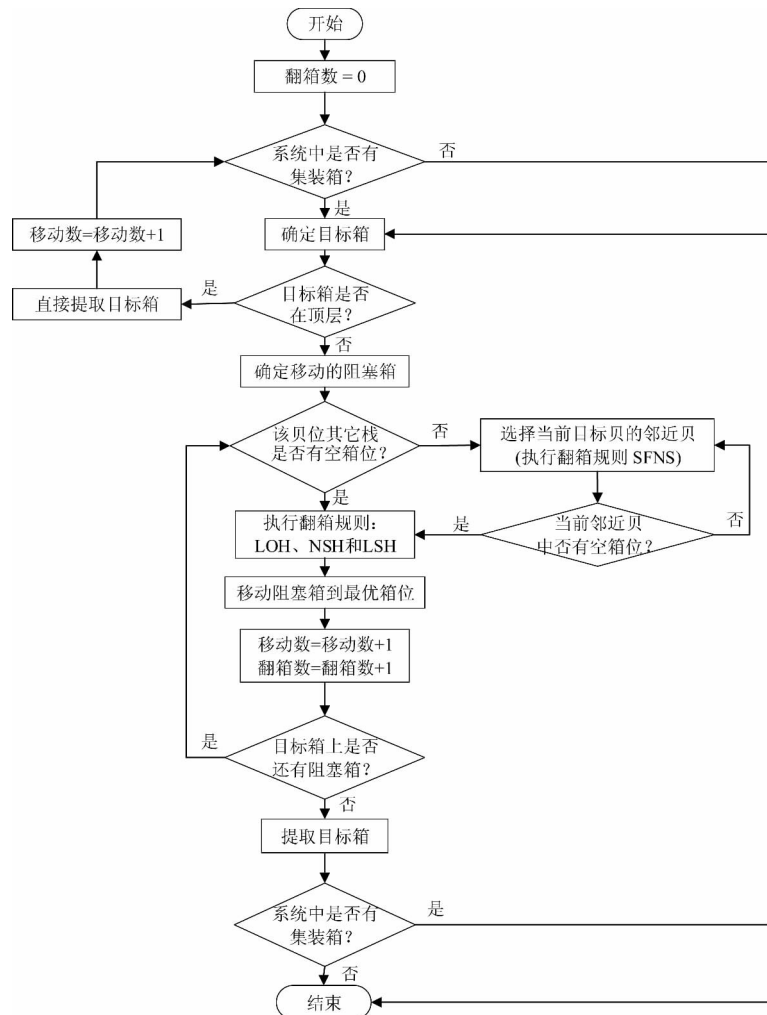 开始
翻箱数 = 0
系统中是否有
集装箱?
否
是
移动数=移动数+1
确定目标箱
直接提取目标箱
是
目标箱是否
在顶层?
否
确定移动的阻塞箱
该贝位其它栈
是否有空箱位?
否
选择当前目标贝的邻近贝
(执行翻箱规则 SFNS)
是
执行翻箱规则:
LOH、NSH和LSH
是
当前邻近贝
中否有空箱位?
否
移动阻塞箱到最优箱位
移动数=移动数+1
翻箱数=翻箱数+1
是
目标箱上是否
还有阻塞箱?
否
提取目标箱
系统中是否有
集装箱?
是
否
结束